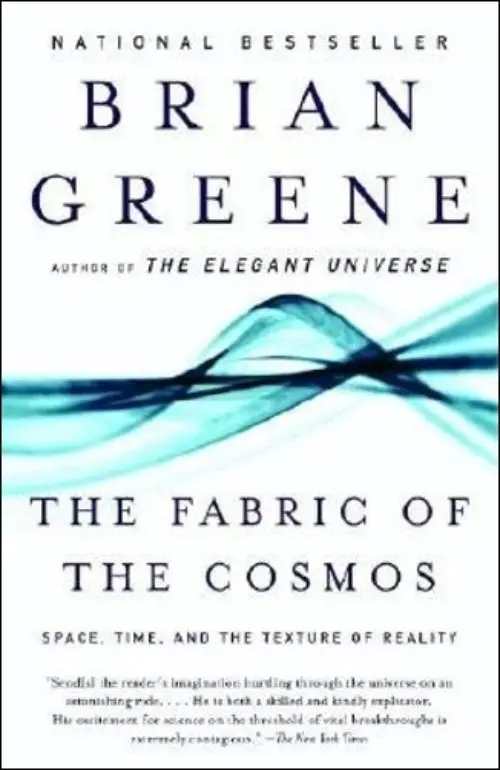 NATIONAL BESTSELLER
BRIAN
GREENE
AUTHOR OF THE ELEGANT UNIVERSE
THE FABRIC OF
THE COSMOS
SPACE, TIME, AND THE TEXTURE OF REALITY
"Send[s] the reader's imagination hurtling through the universe on an
astonishing ride. . . . He is both a skilled and kindly explicator.
His excitement for science on the threshold of vital breakthroughs is
extremely contagious." —The New York Times